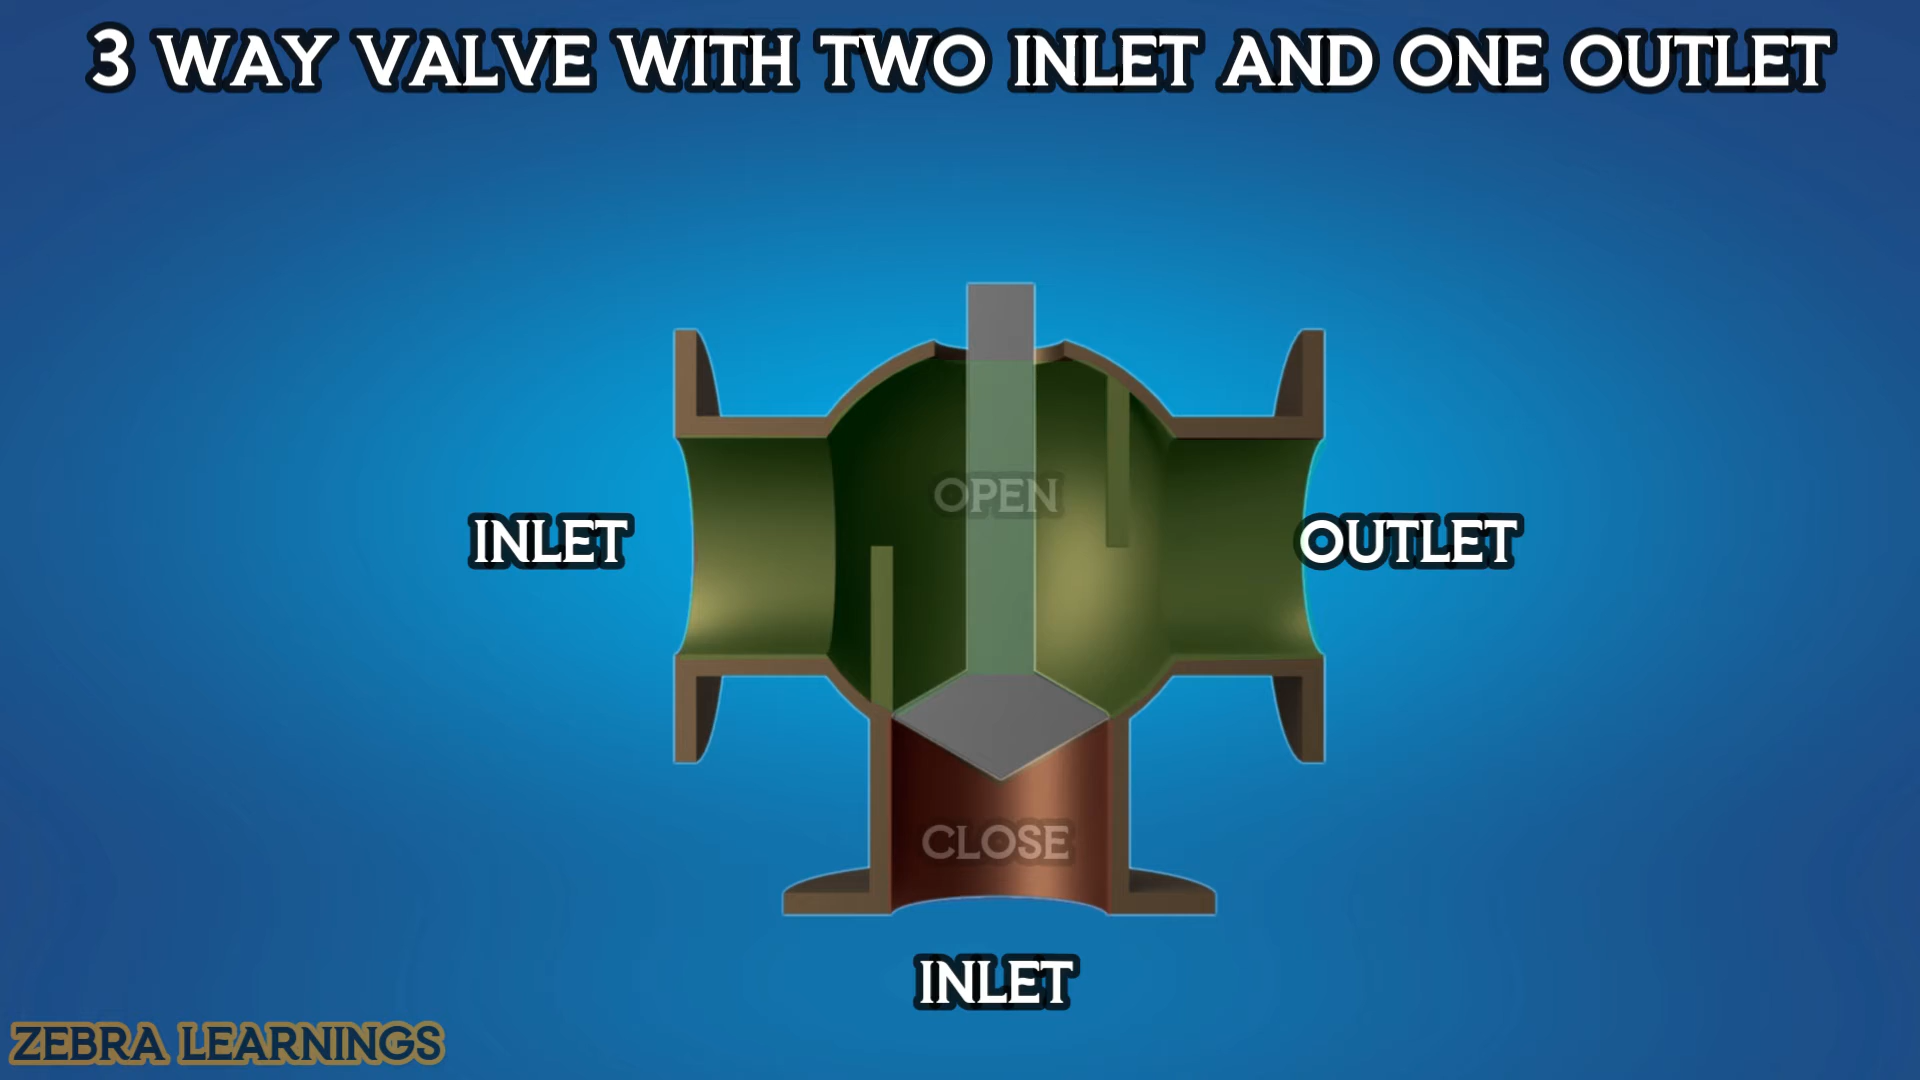 3 WAY VALVE WITH TWO INLET AND ONE OUTLET
OPEN
INLET
OUTLET
CLOSE
INLET
ZEBRA LEARNINGS